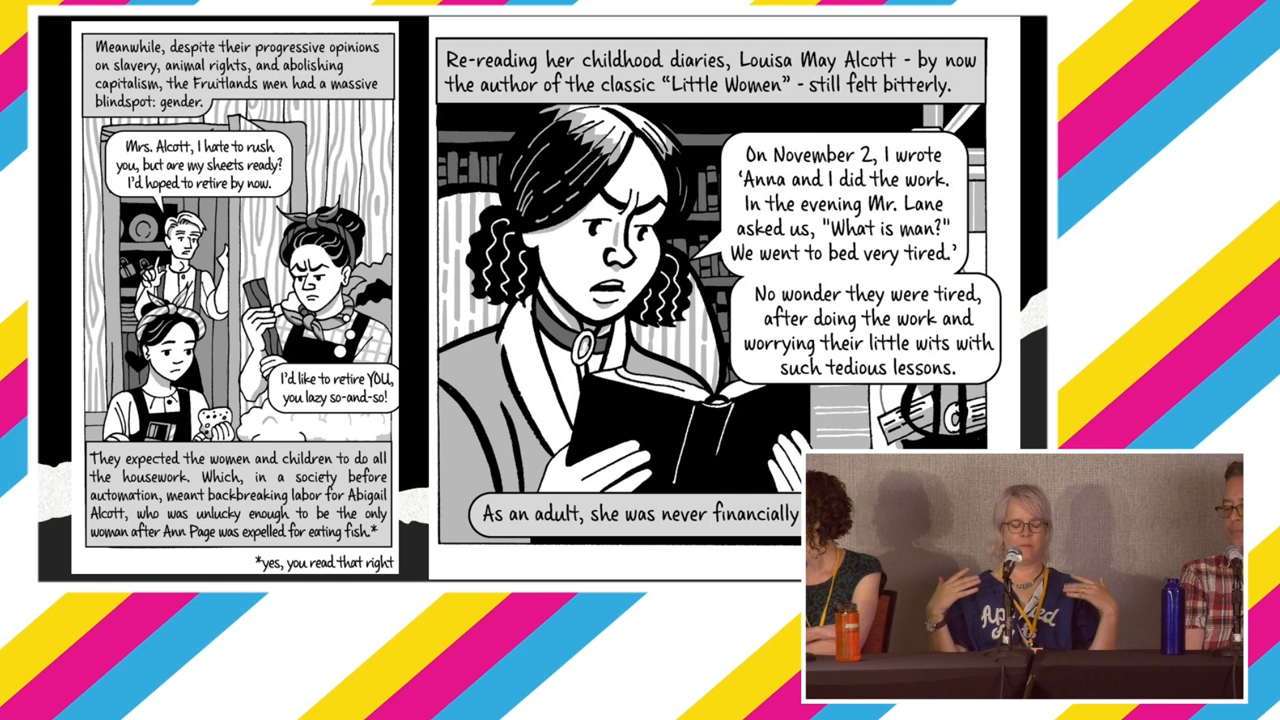 Meanwhile, despite their progressive opinions
on slavery, animal rights, and abolishing
capitalism, the Fruitlands men had a massive
blindspot: gender.
Mrs. Alcott, I hate to rush
you, but are my sheets ready?
I'd hoped to retire by now.
I'd like to retire YOU,
you lazy so-and-so!
They expected the women and children to do all
the housework. Which, in a society before
automation, meant backbreaking labor for Abigail
Alcott, who was unlucky enough to be the only
woman after Ann Page was expelled for eating fish.*
*yes, you read that right
Re-reading her childhood diaries, Louisa May Alcott - by now
the author of the classic "Little Women" - still felt bitterly.
On November 2, I wrote
'Anna and I did the work.
In the evening Mr. Lane
asked us, "What is man?"
We went to bed very tired.'
No wonder they were tired,
after doing the work and
worrying their little wits with
such tedious lessons.
As an adult, she was never financially